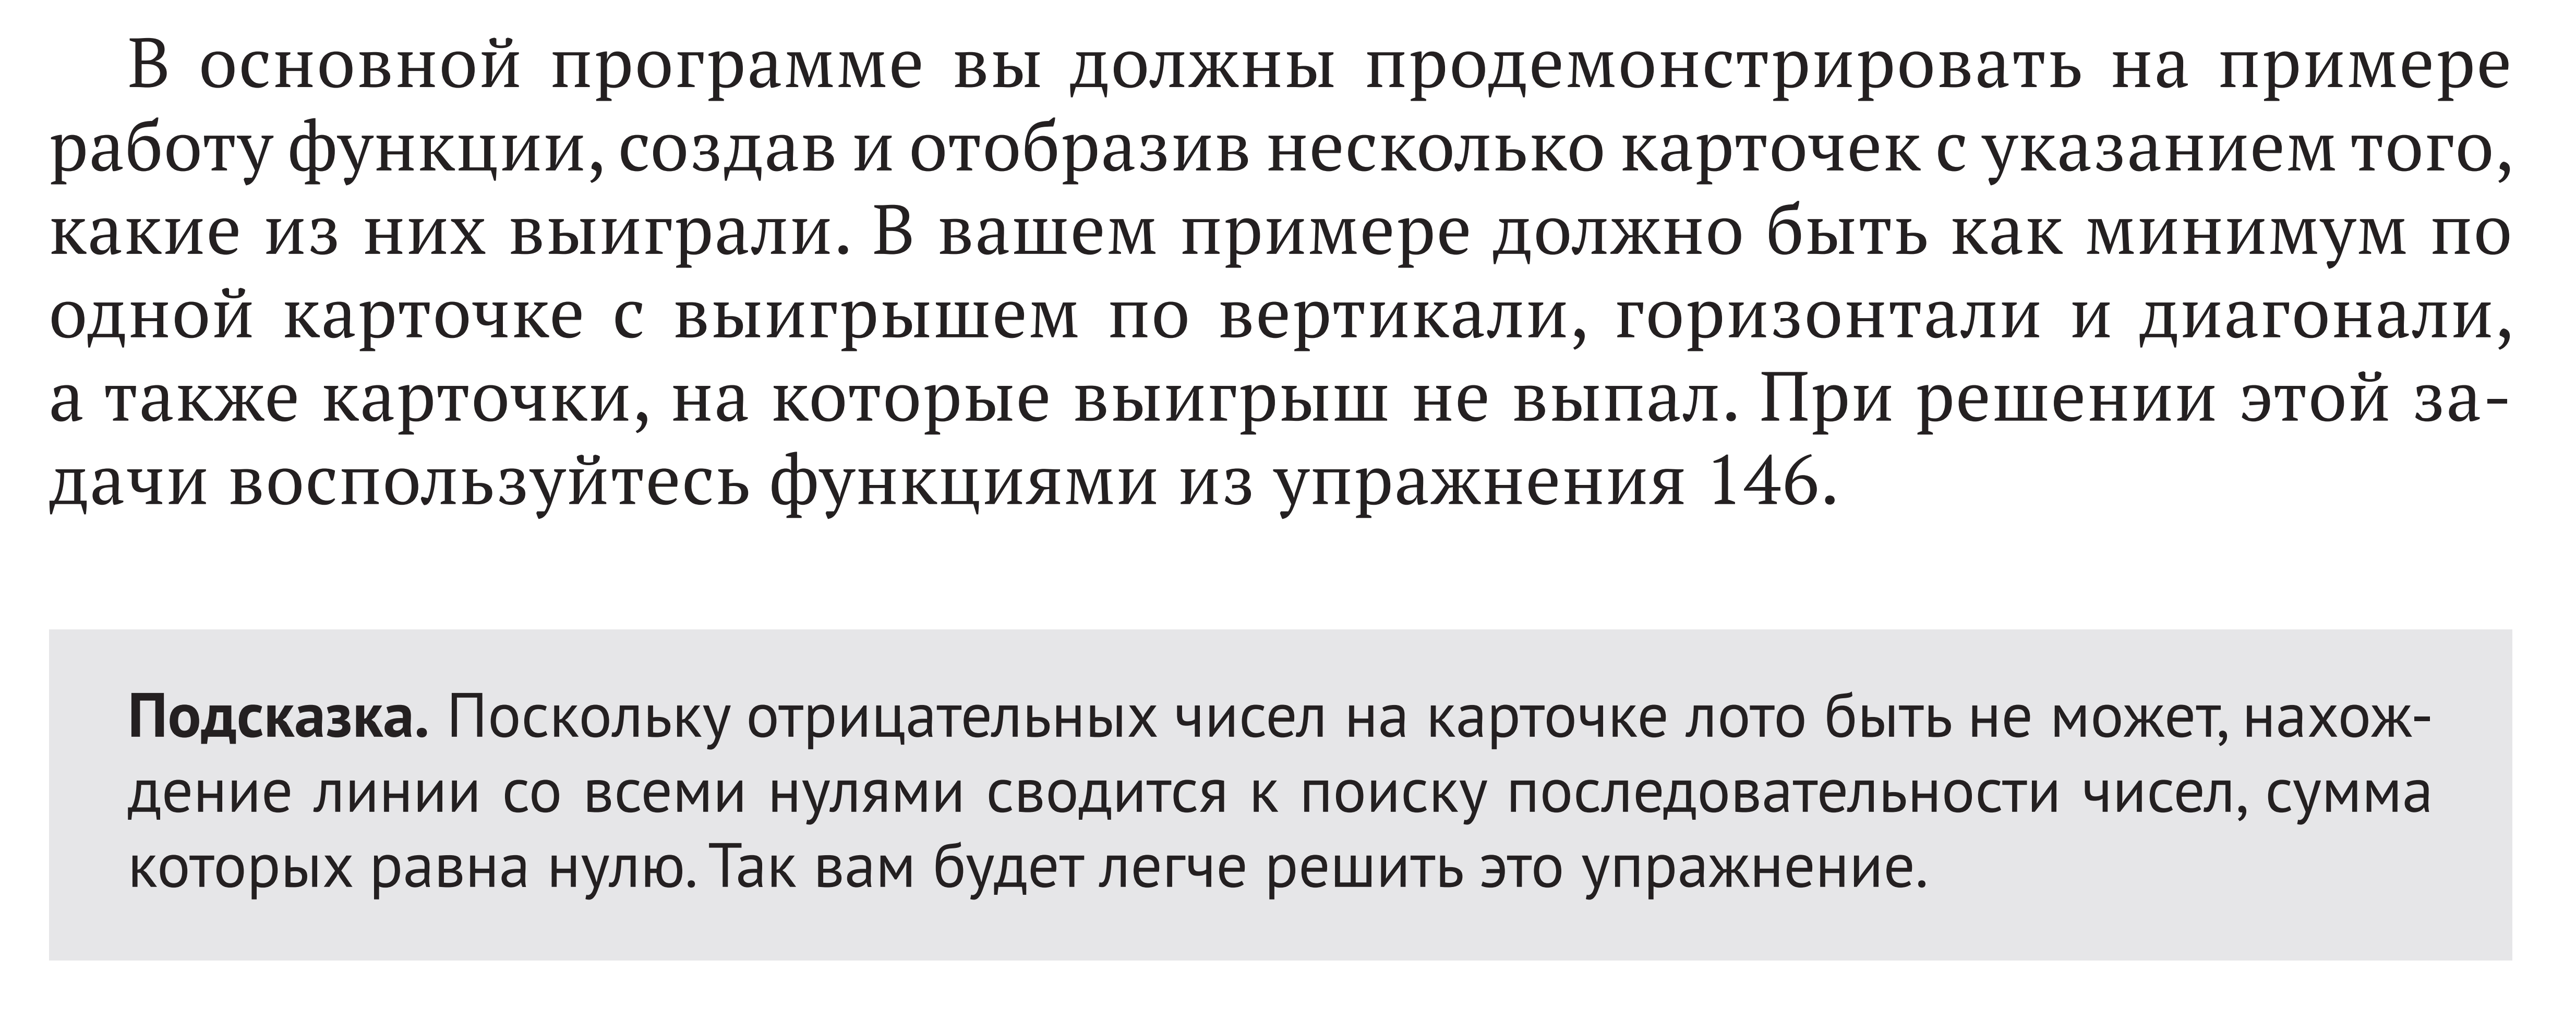 В основной программе вы должны продемонстрировать на примере
работу функции, создав и отобразив несколько карточек с указанием того,
какие из них выиграли. В вашем примере должно быть как минимум по
одной карточке с выигрышем по вертикали, горизонтали и диагонали,
а также карточки, на которые выигрыш не выпал. При решении этой за-
дачи воспользуйтесь функциями из упражнения 146.
Подсказка. Поскольку отрицательных чисел на карточке лото быть не может, нахож-
дение линии со всеми нулями сводится к поиску последовательности чисел, сумма
которых равна нулю. Так вам будет легче решить это упражнение.